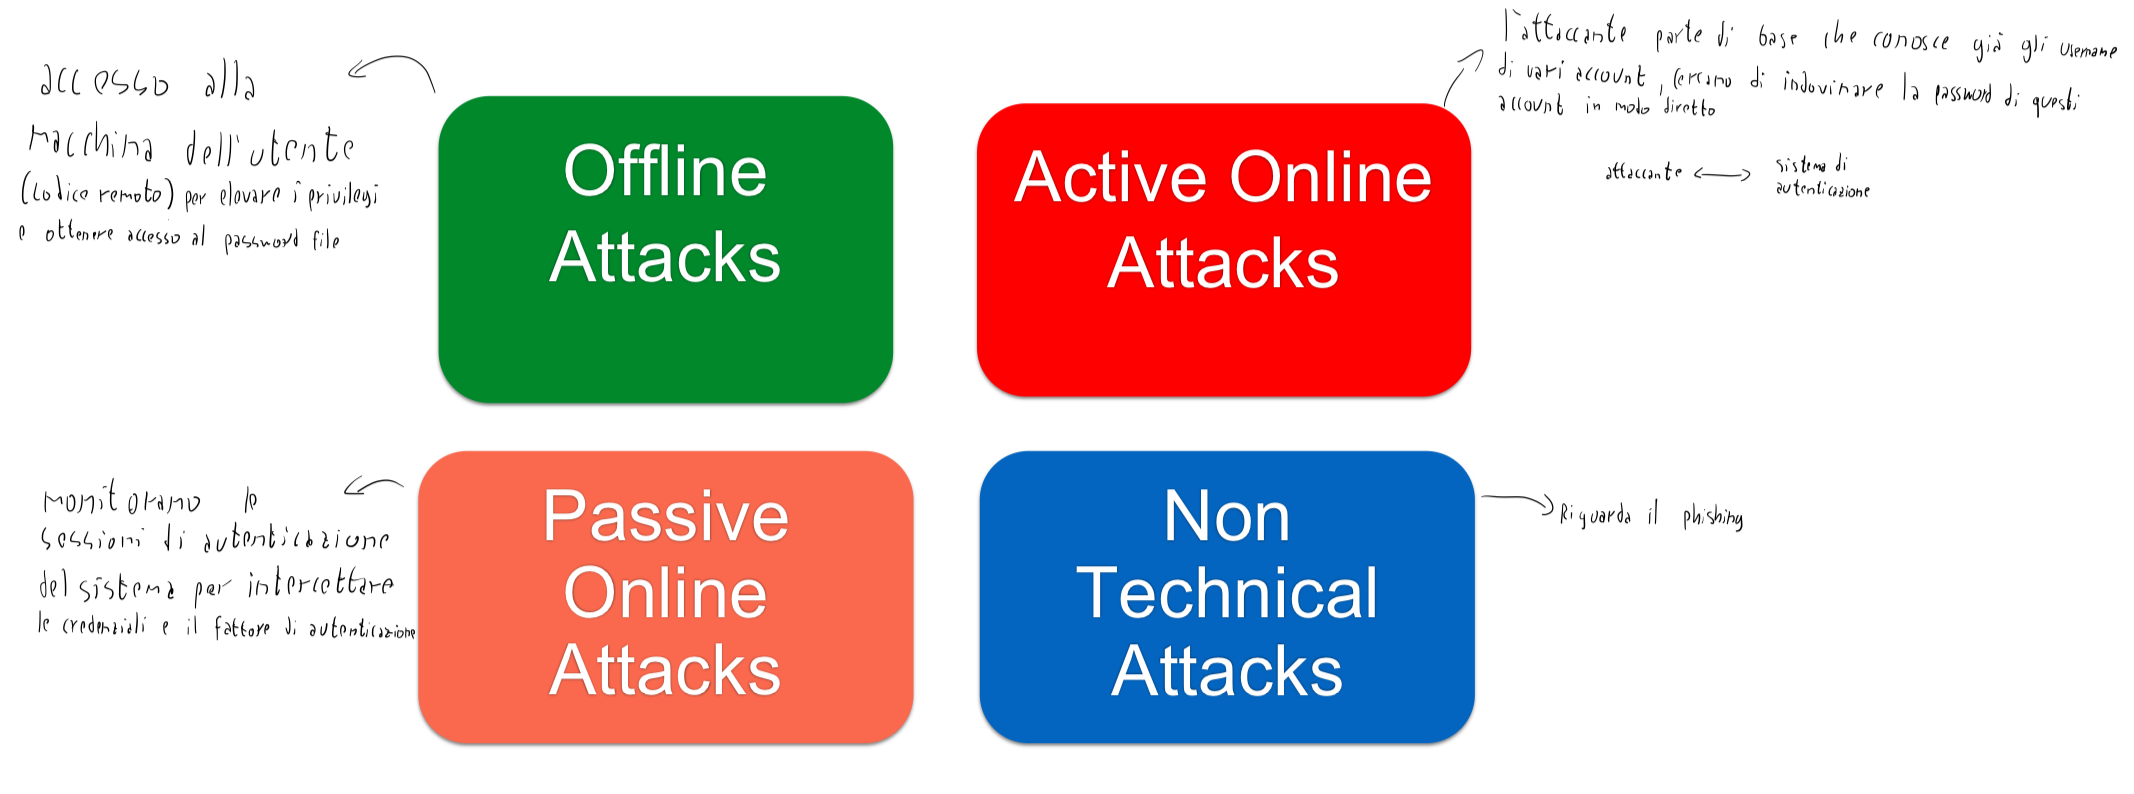 accesso alla
macchina dell'utente
(codice remoto) per elevare i privilegi
e ottenere accesso al password file
Offline
Attacks
Active Online
Attacks
l'attaccante parte di base che conosce già gli username
di vari account, cercano di indovinare la password di questi
account in modo diretto
attaccante ↔ sistema di
autenticazione
monitorano le
sessioni di autenticazione
del sistema per intercettare
le credenziali e il fattore di autenticazione
Passive
Online
Attacks
Non
Technical
Attacks
Riguarda il phishing